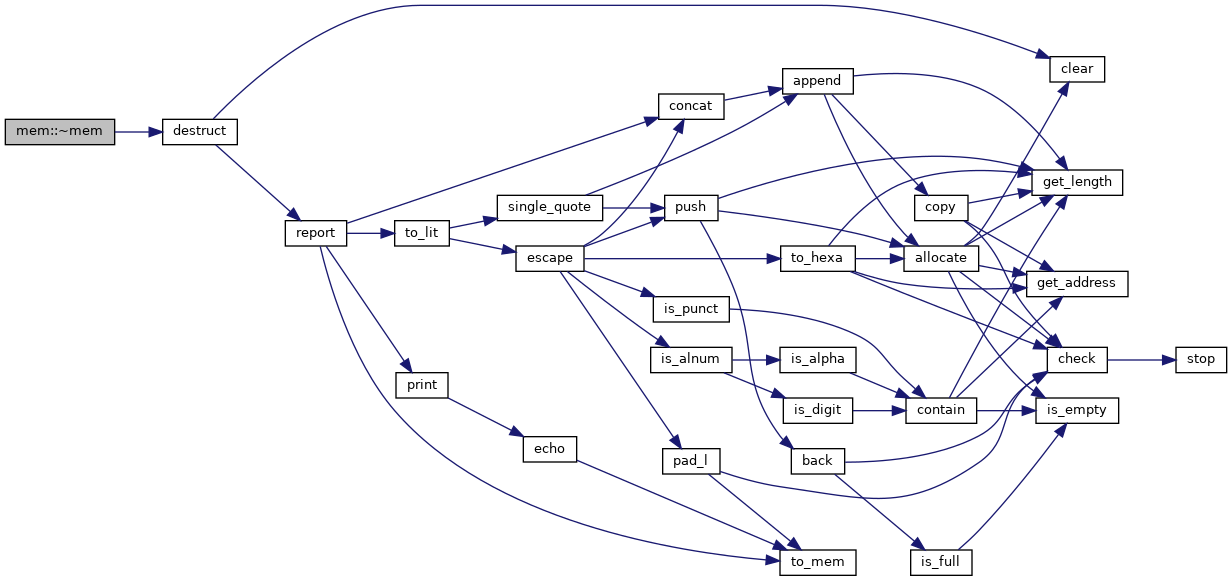 mem::~mem
destruct
report
to_lit
print
single_quote
escape
echo
concat
push
is_punct
is_alnum
pad_l
append
to_hexa
is_alpha
is_digit
back
to_mem
copy
allocate
contain
is_full
clear
get_length
get_address
check
is_empty
stop